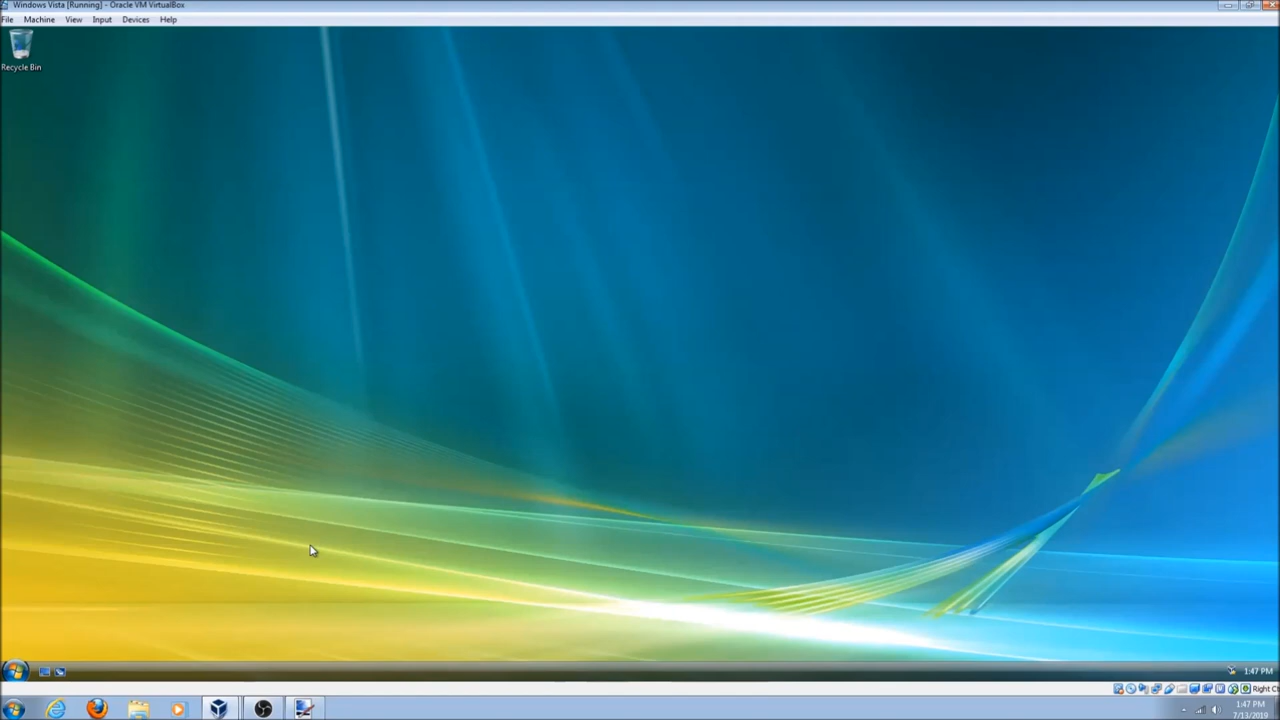 Windows Vista [Running] - Oracle VM VirtualBox
File Machine View Input Devices Help
Recycle Bin
1:47 PM
Right Ct
1:47 PM
7/13/2019